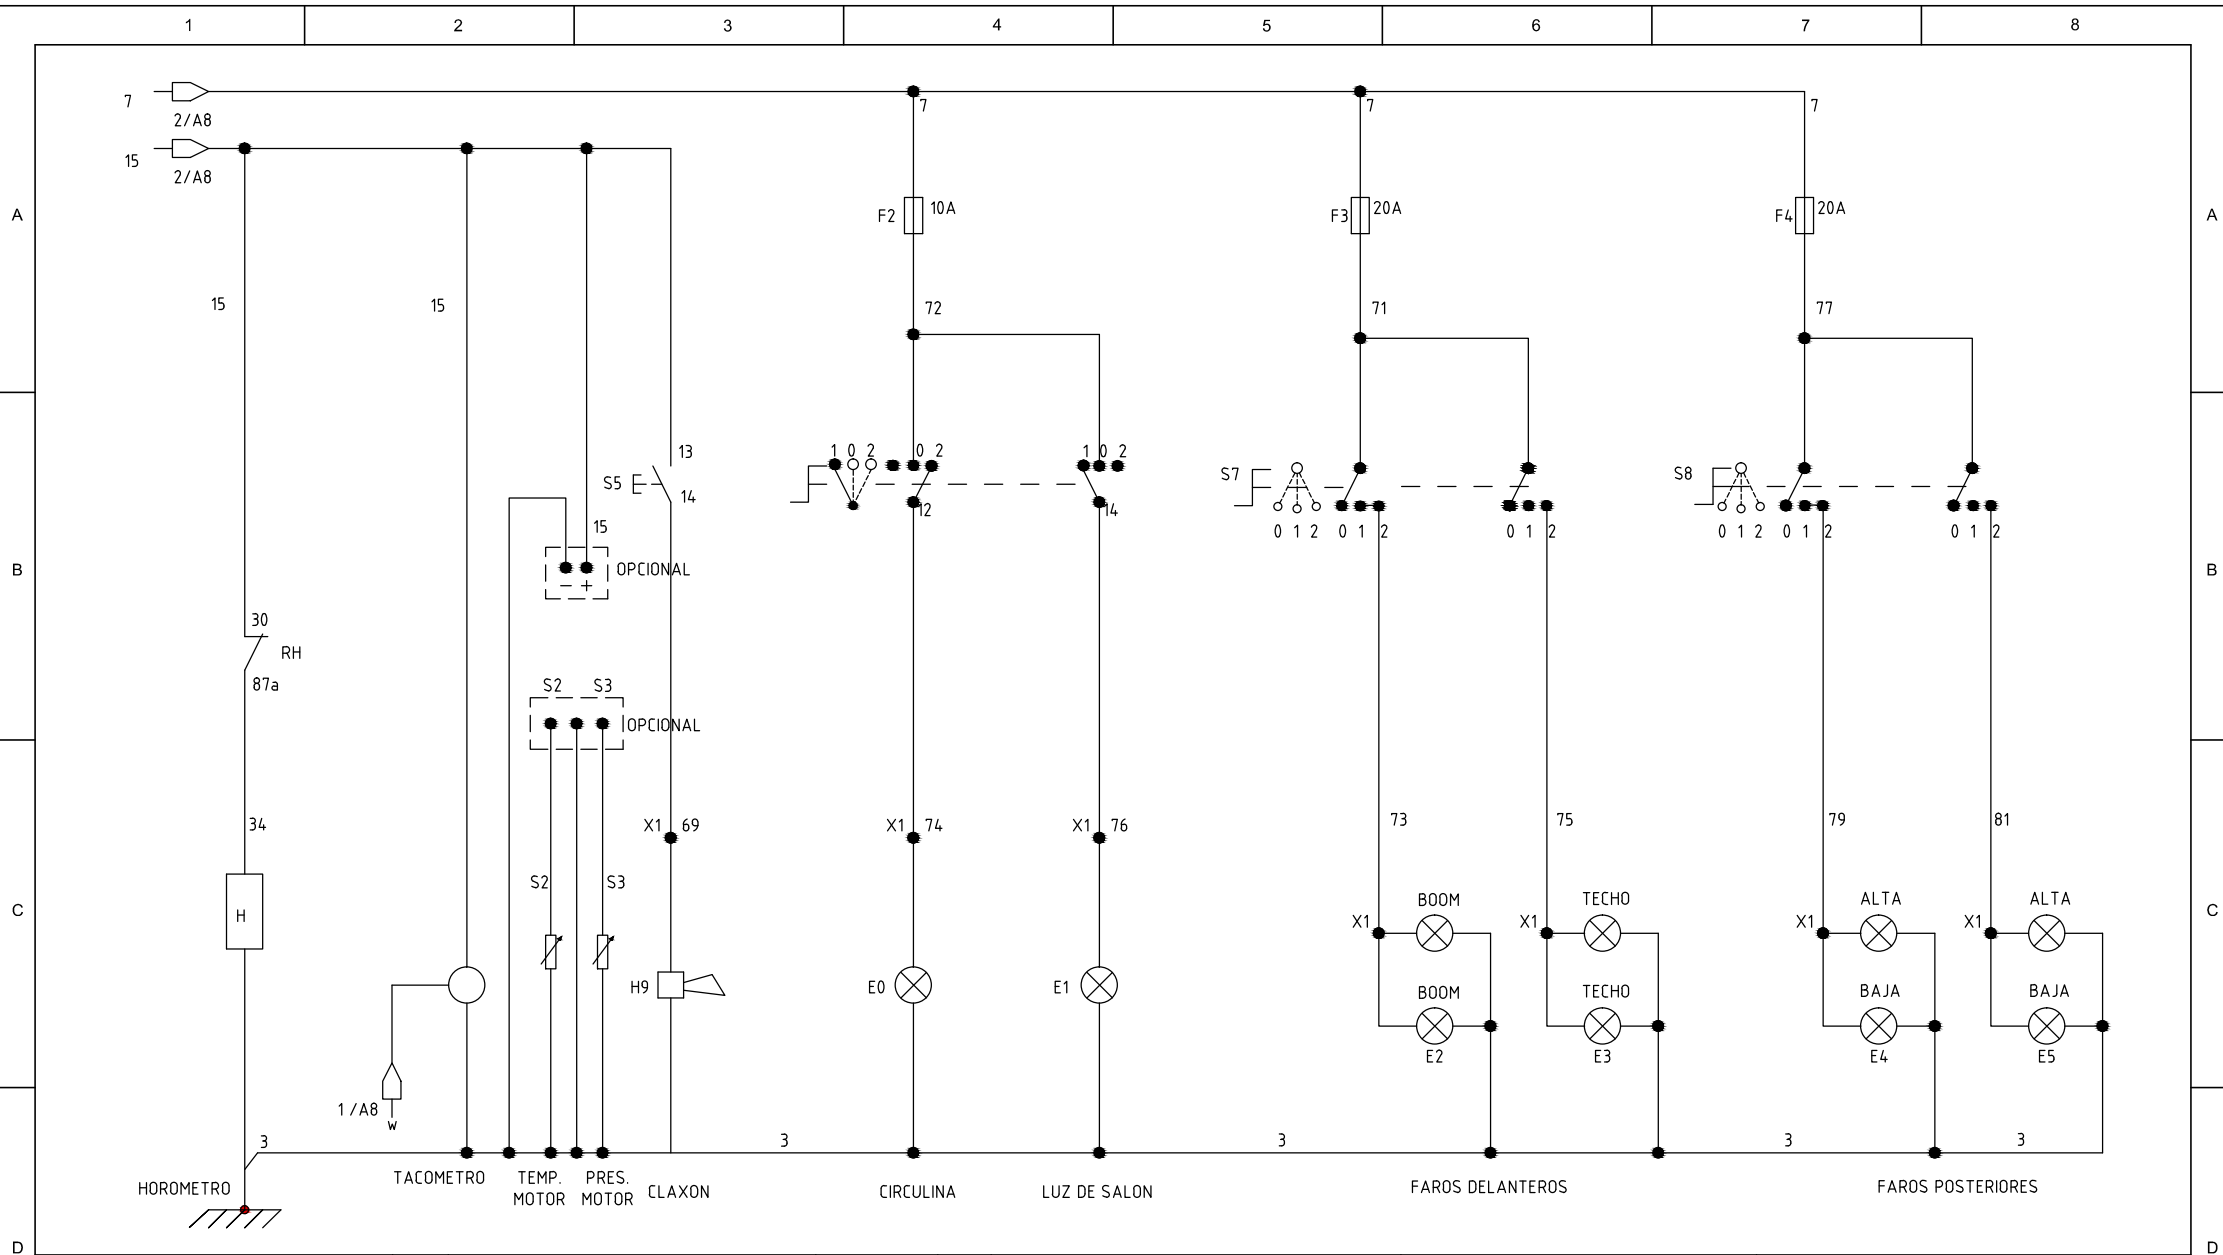 1 2 3 4 5 6 7 8
7 7 7 7
2/A8
15
2/A8
A F2 10A F3 20A F4 20A A
15 15 72 71 77
13 1 0 2 0 2 1 0 2
S5 S7 S8
14 12 14
15 0 1 2 0 1 2 0 1 2 0 1 2 0 1 2 0 1 2
B OPCIONAL B
- +
30
RH
87a S2 S3
OPCIONAL
34 X1 69 X1 74 X1 76 73 75 79 81
S2 S3
BOOM TECHO ALTA ALTA
C H X1 X1 X1 X1 C
H9 E0 E1 BOOM TECHO BAJA BAJA
E2 E3 E4 E5
1/A8
W
3 3 3 3 3
HOROMETRO TACOMETRO TEMP. MOTOR PRES. MOTOR CLAXON CIRCULINA LUZ DE SALON FAROS DELANTEROS FAROS POSTERIORES
D D